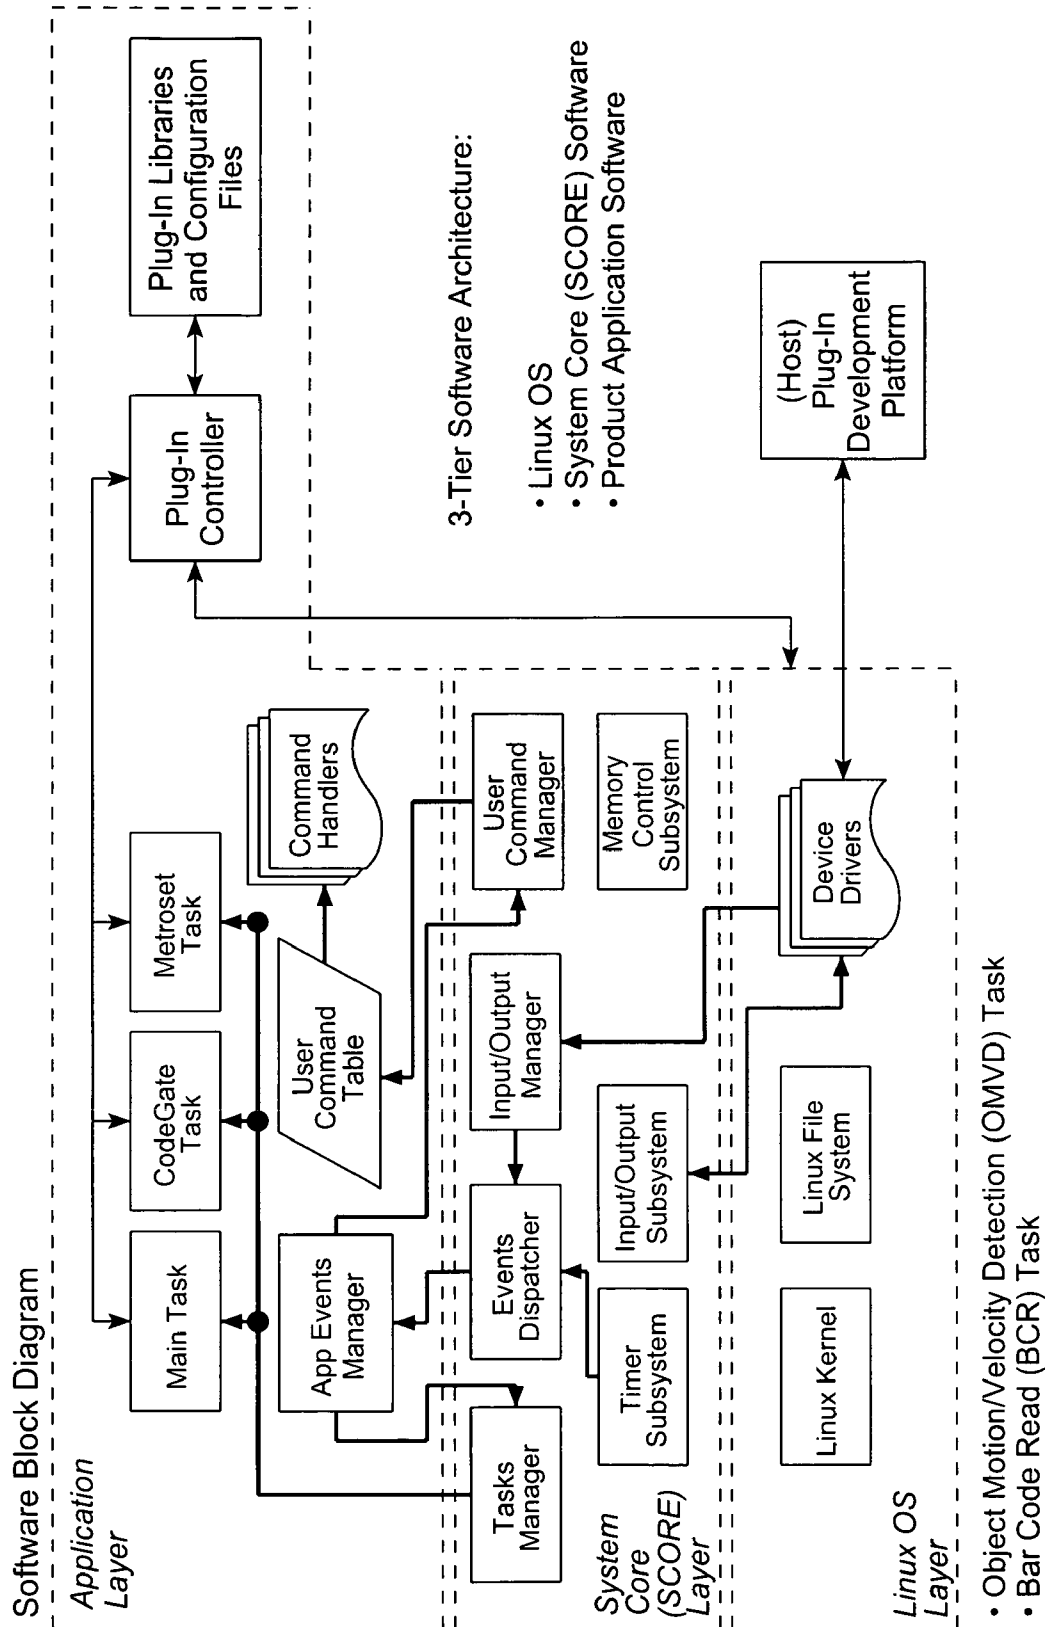 Software Block Diagram
Application
Layer
Main Task
CodeGate
Task
Metroset
Task
Plug-In
Controller
Plug-In Libraries
and Configuration
Files
App Events
Manager
User
Command
Table
Command
Handlers
3-Tier Software Architecture:
• Linux OS
• System Core (SCORE) Software
• Product Application Software
Tasks
Manager
Events
Dispatcher
Input/Output
Manager
User
Command
Manager
System
Core
(SCORE)
Layer
Timer
Subsystem
Input/Output
Subsystem
Memory
Control
Subsystem
Linux OS
Layer
Linux Kernel
Linux File
System
Device
Drivers
(Host)
Plug-In
Development
Platform
• Object Motion/Velocity Detection (OMVD) Task
• Bar Code Read (BCR) Task